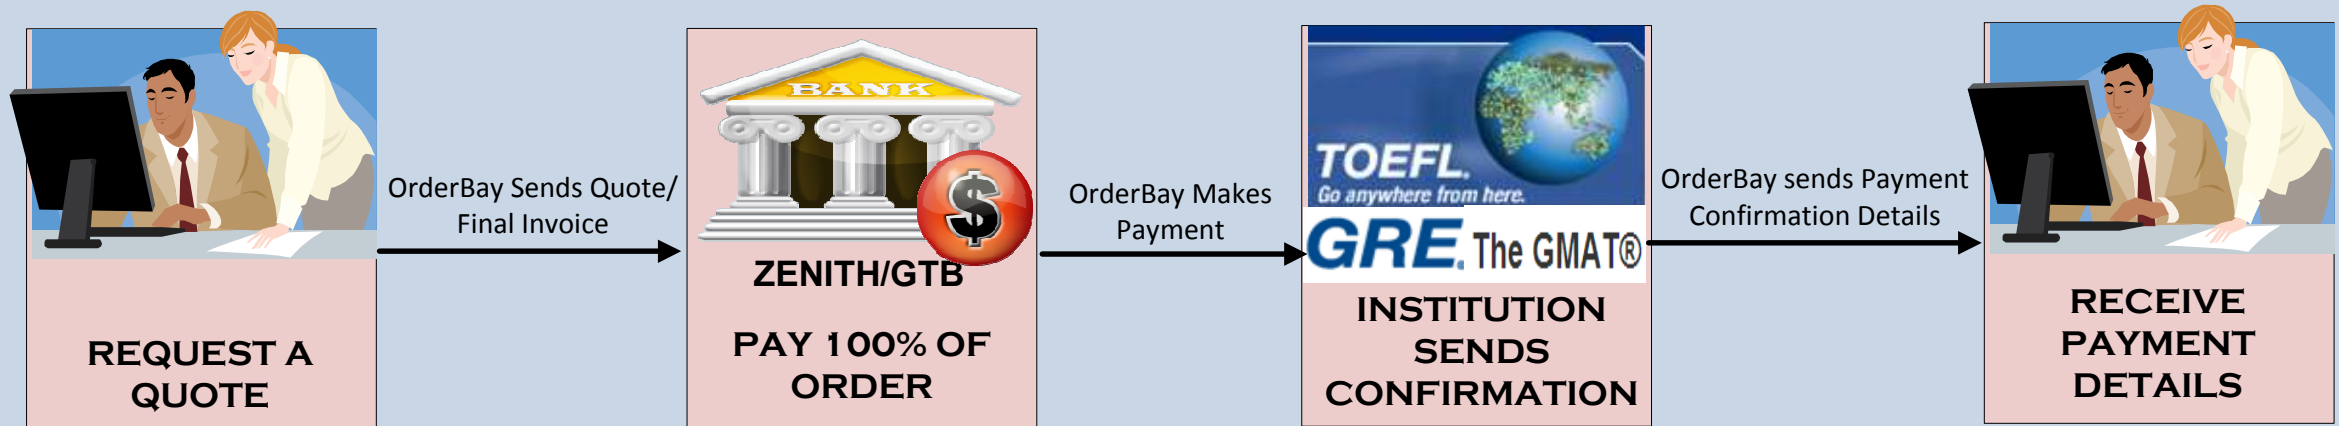 REQUEST A
QUOTE
OrderBay Sends Quote/
Final Invoice
BANK
$
ZENITH/GTB
PAY 100% OF
ORDER
OrderBay Makes
Payment
TOEFL.
Go anywhere from here.
GRE. The GMAT®
INSTITUTION
SENDS
CONFIRMATION
OrderBay sends Payment
Confirmation Details
RECEIVE
PAYMENT
DETAILS